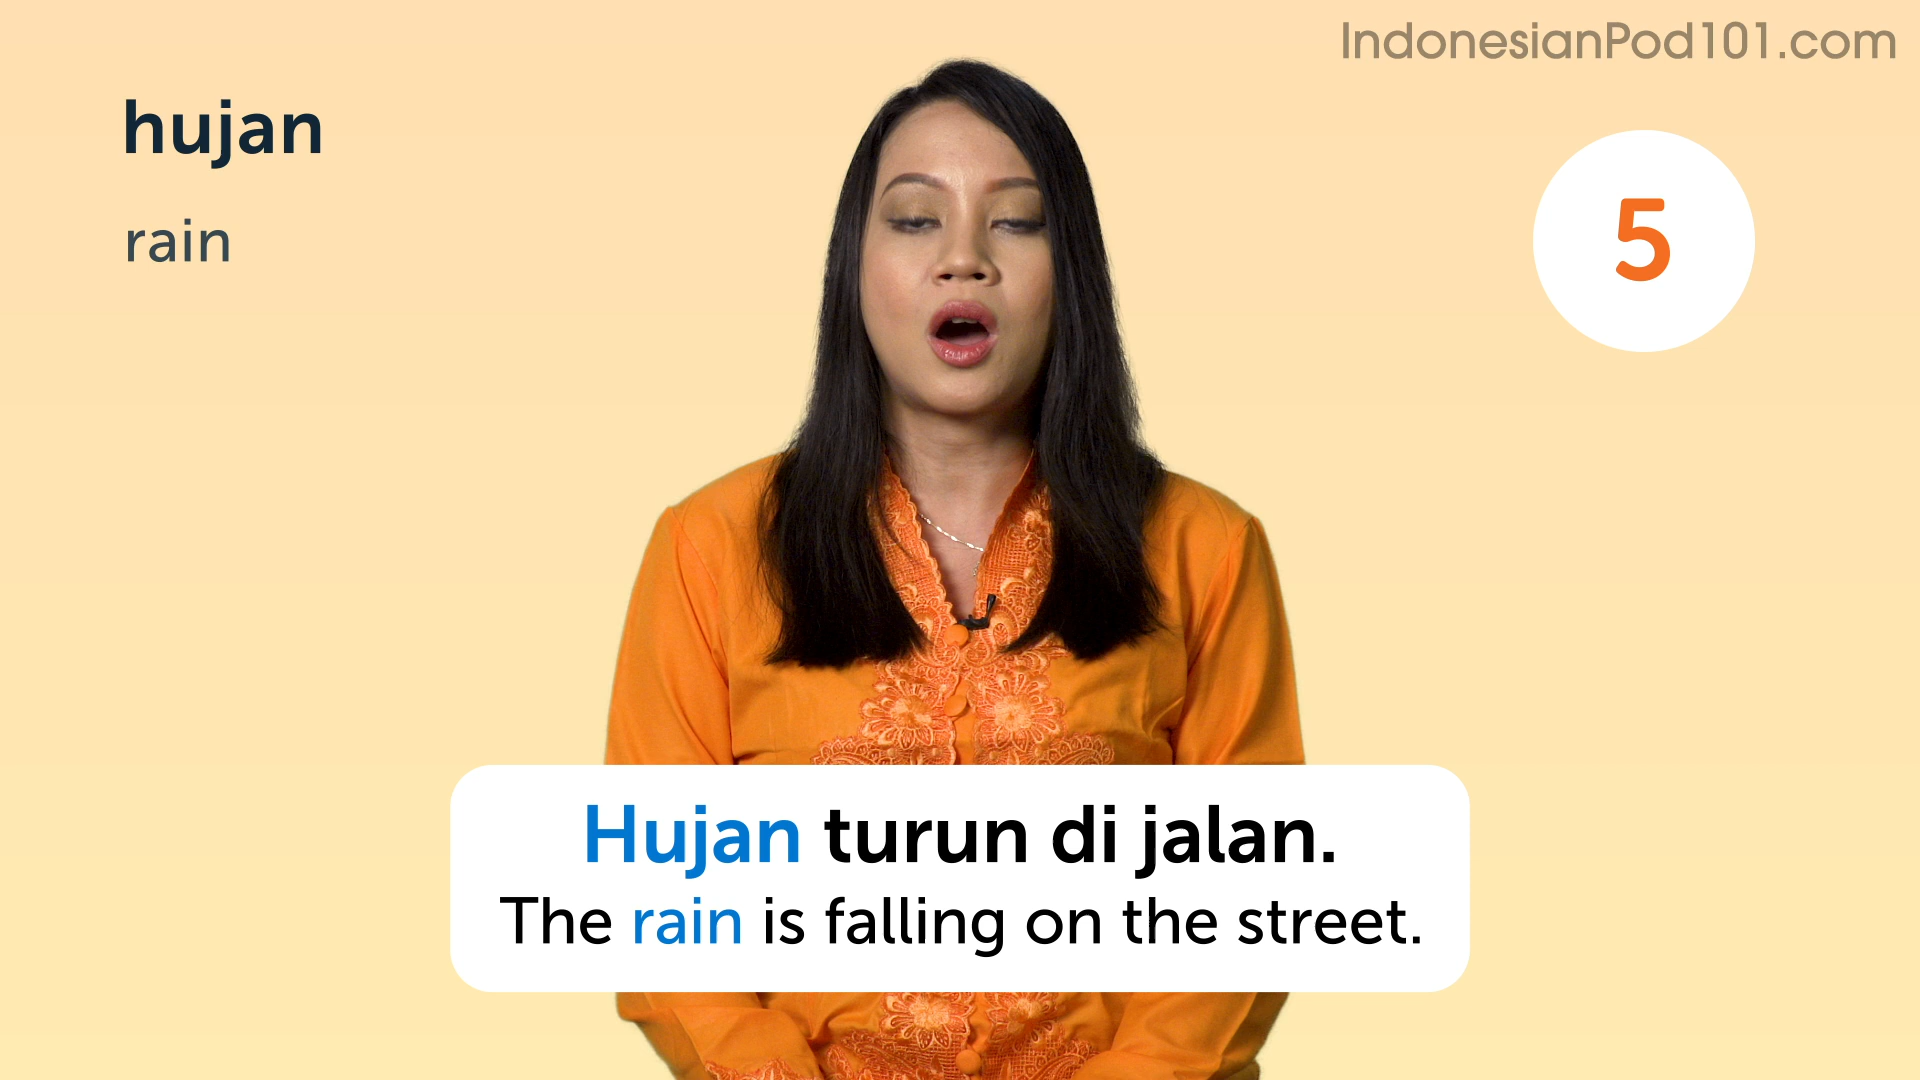 IndonesianPod101.com
hujan
rain
5
Hujan turun di jalan.
The rain is falling on the street.